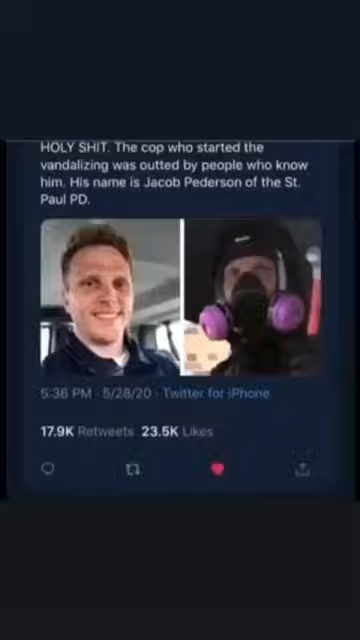 HOLY SHIT. The cop who started the
vandalizing was outted by people who know
him. His name is Jacob Pederson of the St.
Paul PD.
5:36 PM · 5/28/20 · Twitter for iPhone
17.9K Retweets 23.5K Likes